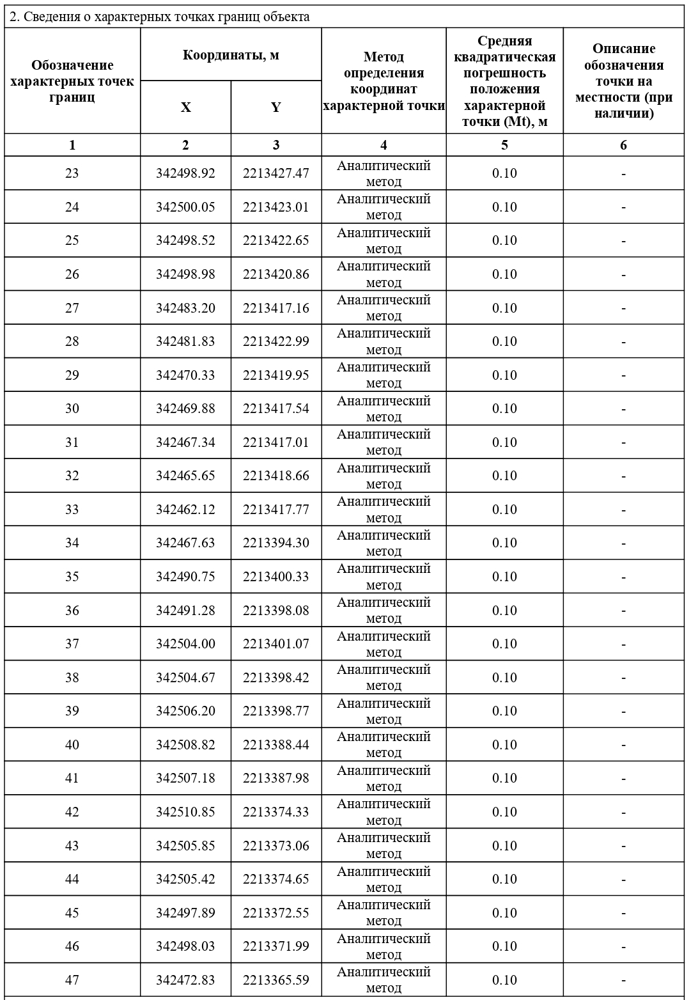 2. Сведения о характерных точках границ объекта
Обозначение
характерных точек
границ
Координаты, м
X
Y
Метод
определения
координат
характерной точки
Средняя
квадратическая
погрешность
положения
характерной
точки (Mt), м
Описание
обозначения
точки на
местности (при
наличии)
1 2 3 4 5 6
23 342498.92 2213427.47 Аналитический
метод 0.10 -
24 342500.05 2213423.01 Аналитический
метод 0.10 -
25 342498.52 2213422.65 Аналитический
метод 0.10 -
26 342498.98 2213420.86 Аналитический
метод 0.10 -
27 342483.20 2213417.16 Аналитический
метод 0.10 -
28 342481.83 2213422.99 Аналитический
метод 0.10 -
29 342470.33 2213419.95 Аналитический
метод 0.10 -
30 342469.88 2213417.54 Аналитический
метод 0.10 -
31 342467.34 2213417.01 Аналитический
метод 0.10 -
32 342465.65 2213418.66 Аналитический
метод 0.10 -
33 342462.12 2213417.77 Аналитический
метод 0.10 -
34 342467.63 2213394.30 Аналитический
метод 0.10 -
35 342490.75 2213400.33 Аналитический
метод 0.10 -
36 342491.28 2213398.08 Аналитический
метод 0.10 -
37 342504.00 2213401.07 Аналитический
метод 0.10 -
38 342504.67 2213398.42 Аналитический
метод 0.10 -
39 342506.20 2213398.77 Аналитический
метод 0.10 -
40 342508.82 2213388.44 Аналитический
метод 0.10 -
41 342507.18 2213387.98 Аналитический
метод 0.10 -
42 342510.85 2213374.33 Аналитический
метод 0.10 -
43 342505.85 2213373.06 Аналитический
метод 0.10 -
44 342505.42 2213374.65 Аналитический
метод 0.10 -
45 342497.89 2213372.55 Аналитический
метод 0.10 -
46 342498.03 2213371.99 Аналитический
метод 0.10 -
47 342472.83 2213365.59 Аналитический
метод 0.10 -